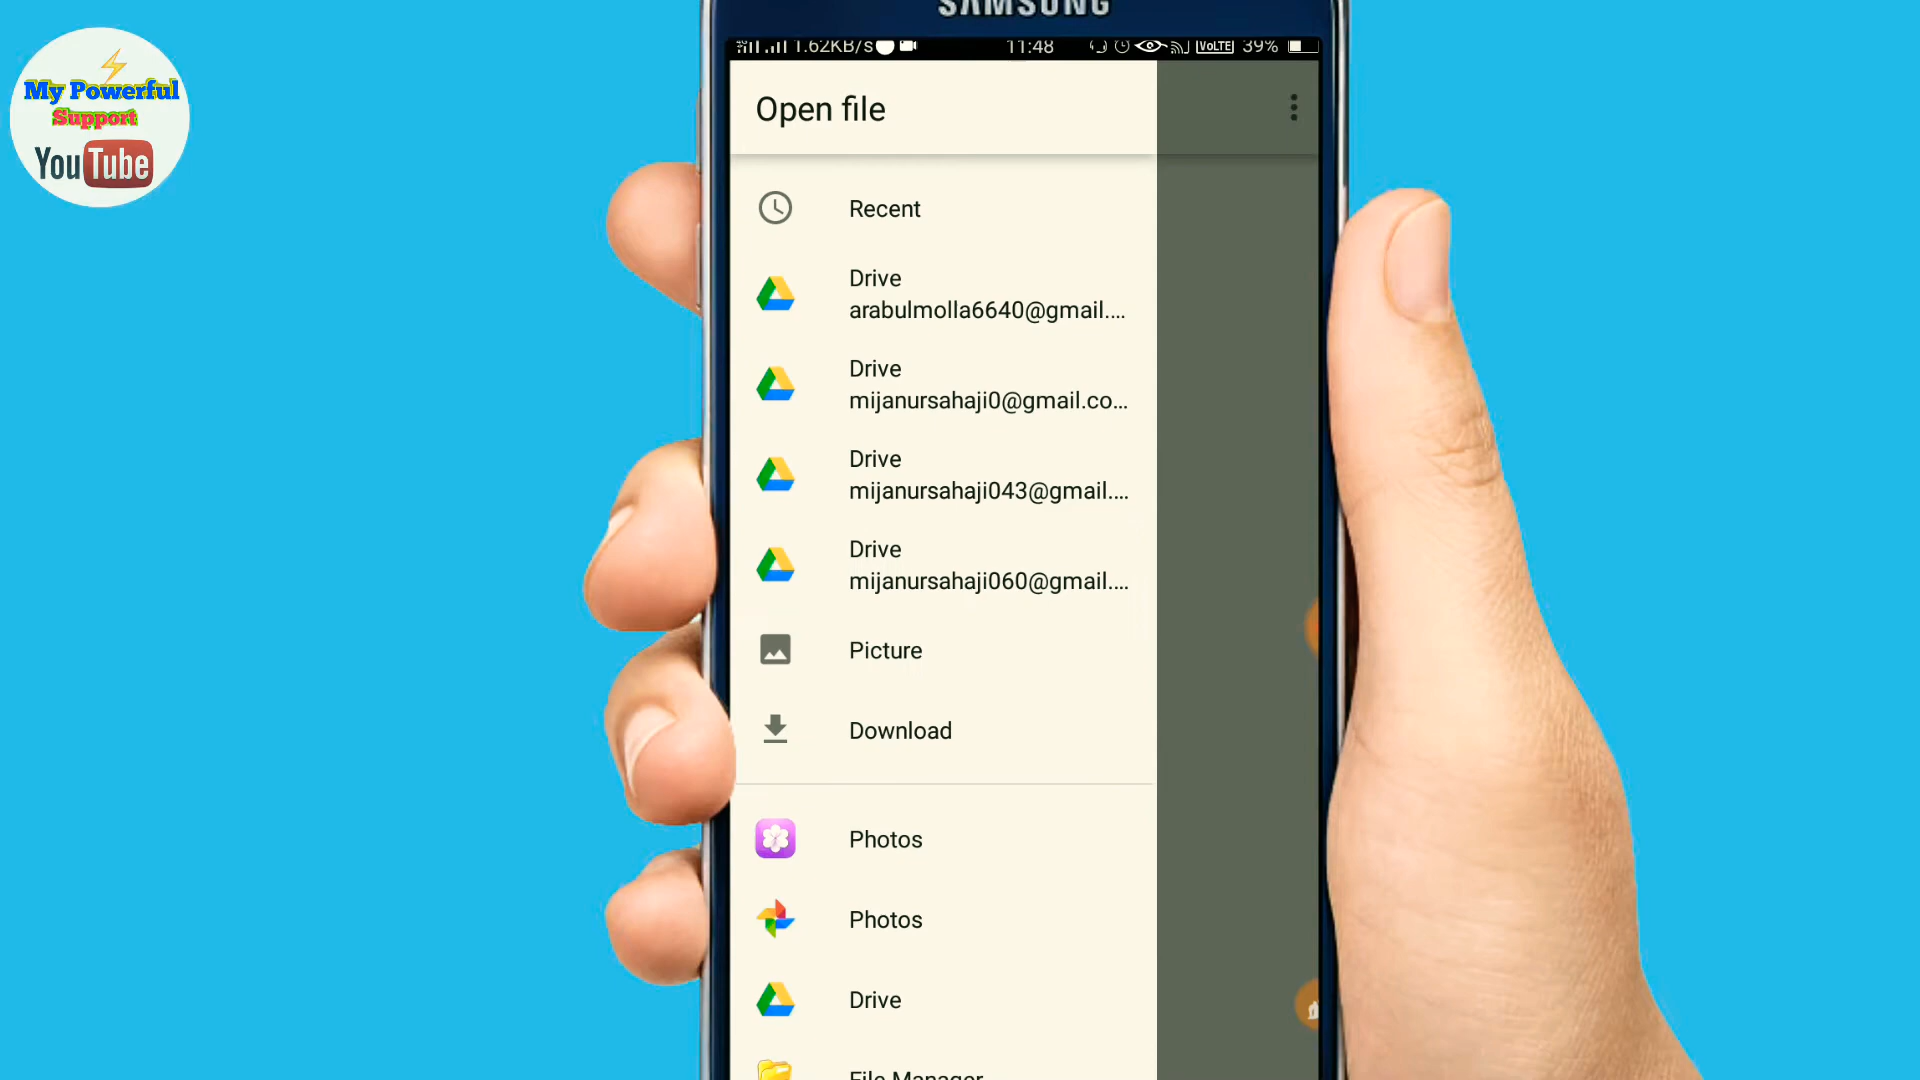 SAMSUNG
1.62KB/s
11:48
VoLTE
39%
My Powerful
Support
YouTube
Open file
Recent
Drive
arabulmolla6640@gmail....
Drive
mijanursahaji0@gmail.co...
Drive
mijanursahaji043@gmail....
Drive
mijanursahaji060@gmail....
Picture
Download
Photos
Photos
Drive
File Manager